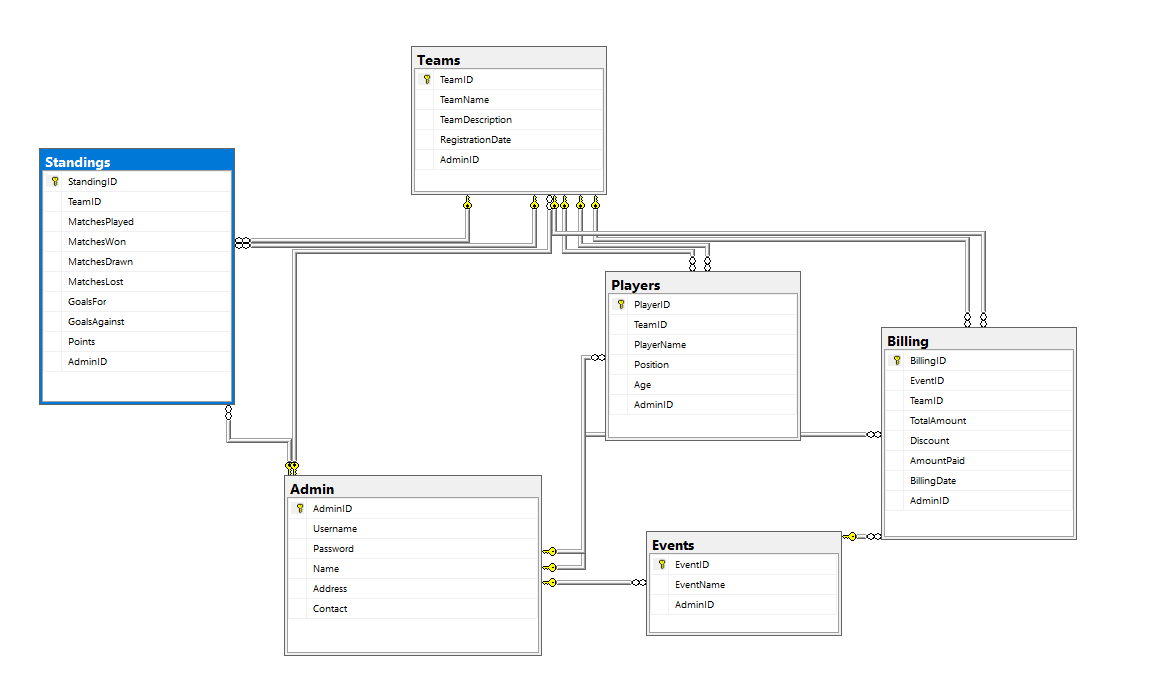 Teams
TeamID
TeamName
TeamDescription
RegistrationDate
AdminID
Standings
StandingID
TeamID
MatchesPlayed
MatchesWon
MatchesDrawn
MatchesLost
GoalsFor
GoalsAgainst
Points
AdminID
Players
PlayerID
TeamID
PlayerName
Position
Age
AdminID
Billing
BillingID
EventID
TeamID
TotalAmount
Discount
AmountPaid
BillingDate
AdminID
Admin
AdminID
Username
Password
Name
Address
Contact
Events
EventID
EventName
AdminID